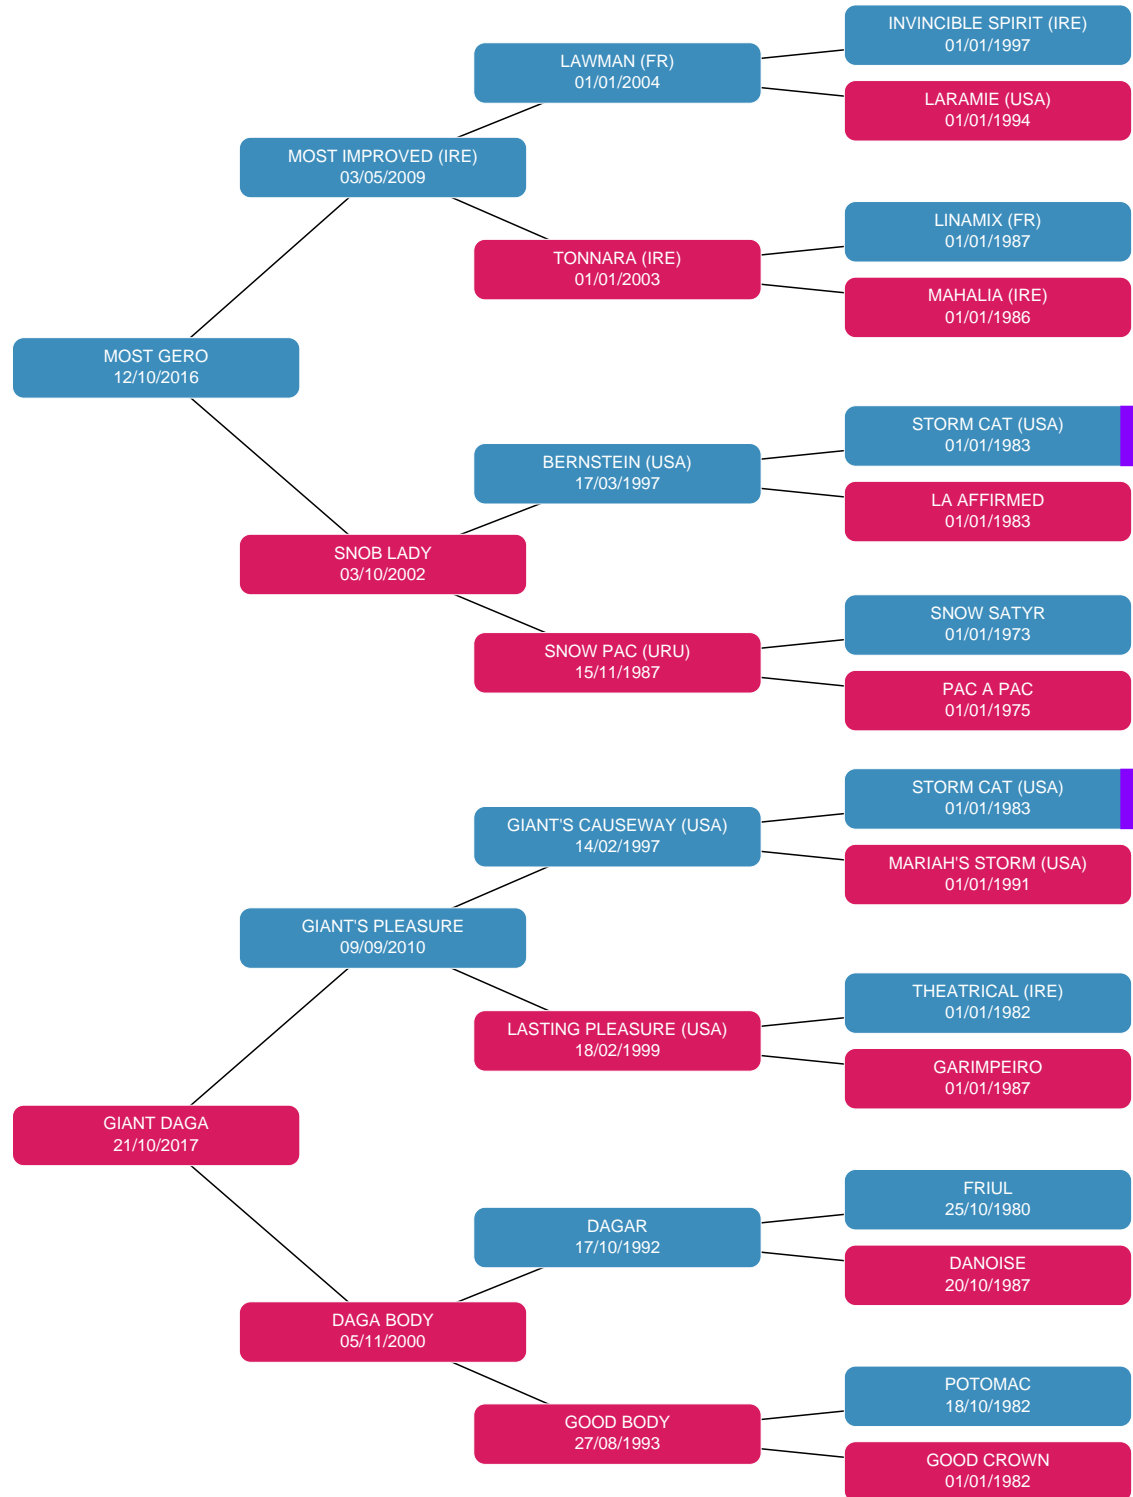 INVINCIBLE SPIRIT (IRE)
01/01/1997
LAWMAN (FR)
01/01/2004
LARAMIE (USA)
01/01/1994
MOST IMPROVED (IRE)
03/05/2009
LINAMIX (FR)
01/01/1987
TONNARA (IRE)
01/01/2003
MAHALIA (IRE)
01/01/1986
MOST GERO
12/10/2016
STORM CAT (USA)
01/01/1983
BERNSTEIN (USA)
17/03/1997
LA AFFIRMED
01/01/1983
SNOB LADY
03/10/2002
SNOW SATYR
01/01/1973
SNOW PAC (URU)
15/11/1987
PAC A PAC
01/01/1975
STORM CAT (USA)
01/01/1983
GIANT'S CAUSEWAY (USA)
14/02/1997
MARIAH'S STORM (USA)
01/01/1991
GIANT'S PLEASURE
09/09/2010
THEATRICAL (IRE)
01/01/1982
LASTING PLEASURE (USA)
18/02/1999
GARIMPEIRO
01/01/1987
GIANT DAGA
21/10/2017
FRIUL
25/10/1980
DAGAR
17/10/1992
DANOISE
20/10/1987
DAGA BODY
05/11/2000
POTOMAC
18/10/1982
GOOD BODY
27/08/1993
GOOD CROWN
01/01/1982